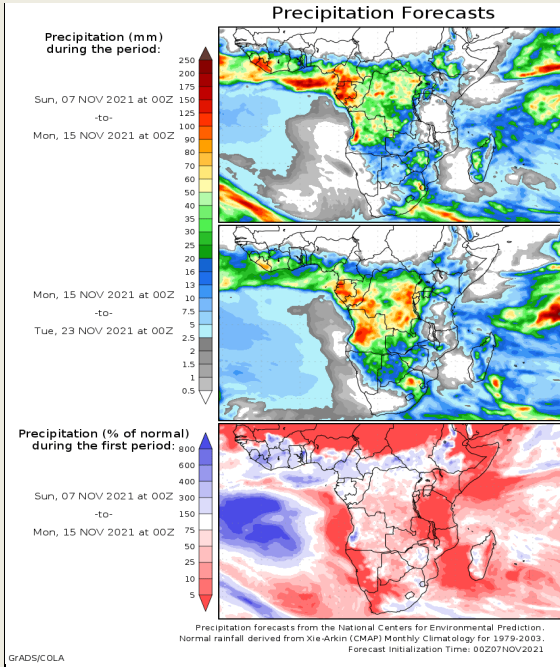 Precipitation Forecasts
Precipitation (mm)
during the period:
250
200
175
150
125
100
90
80
70
60
50
40
35
30
25
20
16
13
10
7.5
5
2.5
2
1.5
1
0.5
Sun, 07 NOV 2021 at 00Z
-to-
Mon, 15 NOV 2021 at 00Z
Mon, 15 NOV 2021 at 00Z
-to-
Tue, 23 NOV 2021 at 00Z
Precipitation (% of normal)
during the first period:
800
600
400
300
150
75
50
25
10
5
Sun, 07 NOV 2021 at 00Z
-to-
Mon, 15 NOV 2021 at 00Z
Precipitation forecasts from the National Centers for Environmental Prediction.
Normal rainfall derived from Xie-Arkin (CMAP) Monthly Climatology for 1979-2003.
Forecast Initialization Time: 00Z07NOV2021
GrADS/COLA